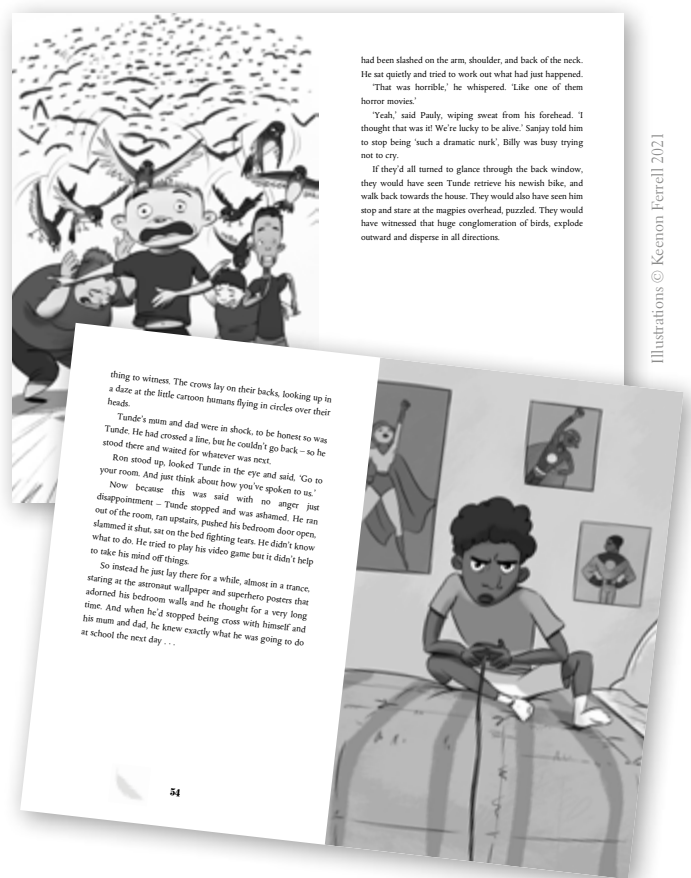 had been slashed on the arm, shoulder, and back of the neck.
He sat quietly and tried to work out what had just happened.
‘That was horrible,’ he whispered. ‘Like one of them
horror movies.’
‘Yeah,’ said Pauly, wiping sweat from his forehead. ‘I
thought that was it! We’re lucky to be alive.’ Sanjay told him
to stop being ‘such a dramatic nurk’, Billy was busy trying
not to cry.
If they’d all turned to glance through the back window,
they would have seen Tunde retrieve his newish bike, and
walk back towards the house. They would also have seen him
stop and stare at the magpies overhead, puzzled. They would
have witnessed that huge conglomeration of birds, explode
outward and disperse in all directions.
Illustrations © Keenon Ferrell 2021
thing to witness. The crows lay on their backs, looking up in
a daze at the little cartoon humans flying in circles over their
heads.
Tunde’s mum and dad were in shock, to be honest so was
Tunde. He had crossed a line, but he couldn’t go back – so he
stood there and waited for whatever was next.
Ron stood up, looked Tunde in the eye and said, ‘Go to
your room. And just think about how you’ve spoken to us.’
Now because this was said with no anger just
disappointment – Tunde stopped and was ashamed. He ran
out of the room, ran upstairs, pushed his bedroom door open,
slammed it shut, sat on the bed fighting tears. He didn’t know
what to do. He tried to play his video game but it didn’t help
to take his mind off things.
So instead he just lay there for a while, almost in a trance,
staring at the astronaut wallpaper and superhero posters that
adorned his bedroom walls and he thought for a very long
time. And when he’d stopped being cross with himself and
his mum and dad, he knew exactly what he was going to do
at school the next day . . .
54